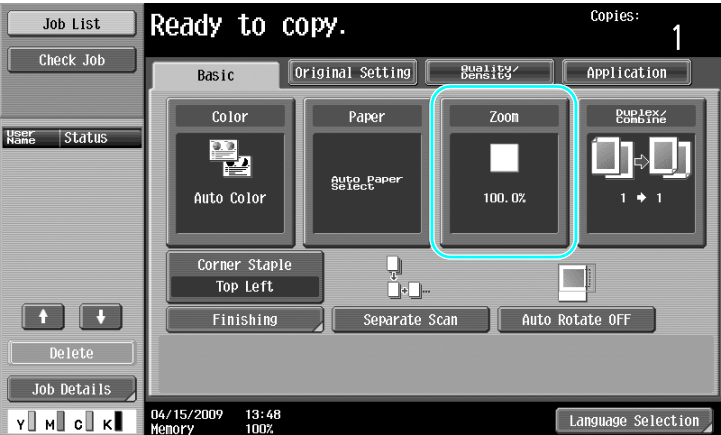 Job List
Ready to copy.
Copies:
1
Check Job
Basic
Original Setting
Quality/
Density
Application
Color
Paper
Zoom
Duplex/
Combine
User
Name
Status
Auto Color
Auto Paper
Select
100.0%
1 ➔ 1
Corner Staple
Top Left
Finishing
Separate Scan
Auto Rotate OFF
Delete
Job Details
Y M C K
04/15/2009 13:48
Memory 100%
Language Selection